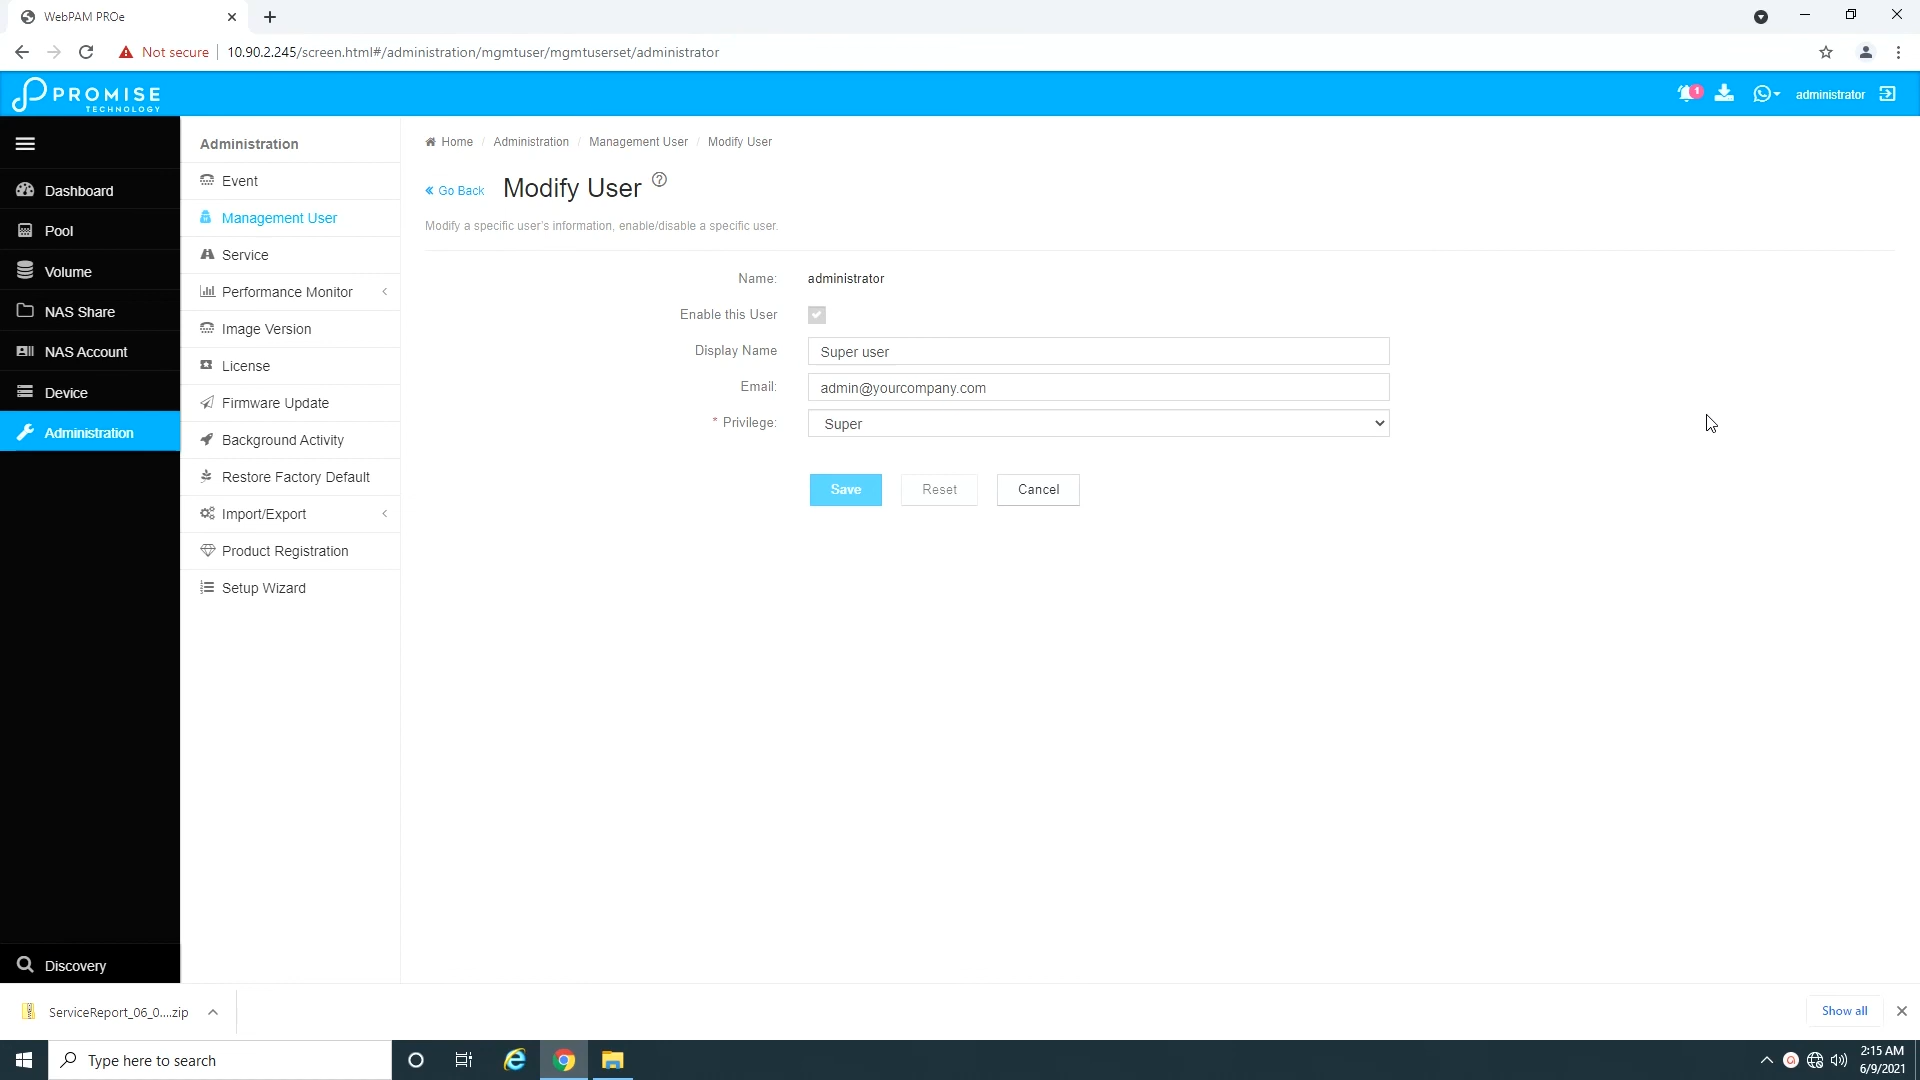 WebPAM PROe
Not secure
10.90.2.245/screen.html#/administration/mgmtuser/mgmtuserset/administrator
PROMISE
TECHNOLOGY
1
administrator
Dashboard
Pool
Volume
NAS Share
NAS Account
Device
Administration
Discovery
Administration
Event
Management User
Service
Performance Monitor
Image Version
License
Firmware Update
Background Activity
Restore Factory Default
Import/Export
Product Registration
Setup Wizard
Home / Administration / Management User / Modify User
« Go Back Modify User ?
Modify a specific user's information, enable/disable a specific user.
Name: administrator
Enable this User
Display Name Super user
Email: admin@yourcompany.com
* Privilege: Super
Save Reset Cancel
ServiceReport_06_0....zip
Show all
Type here to search
2:15 AM
6/9/2021